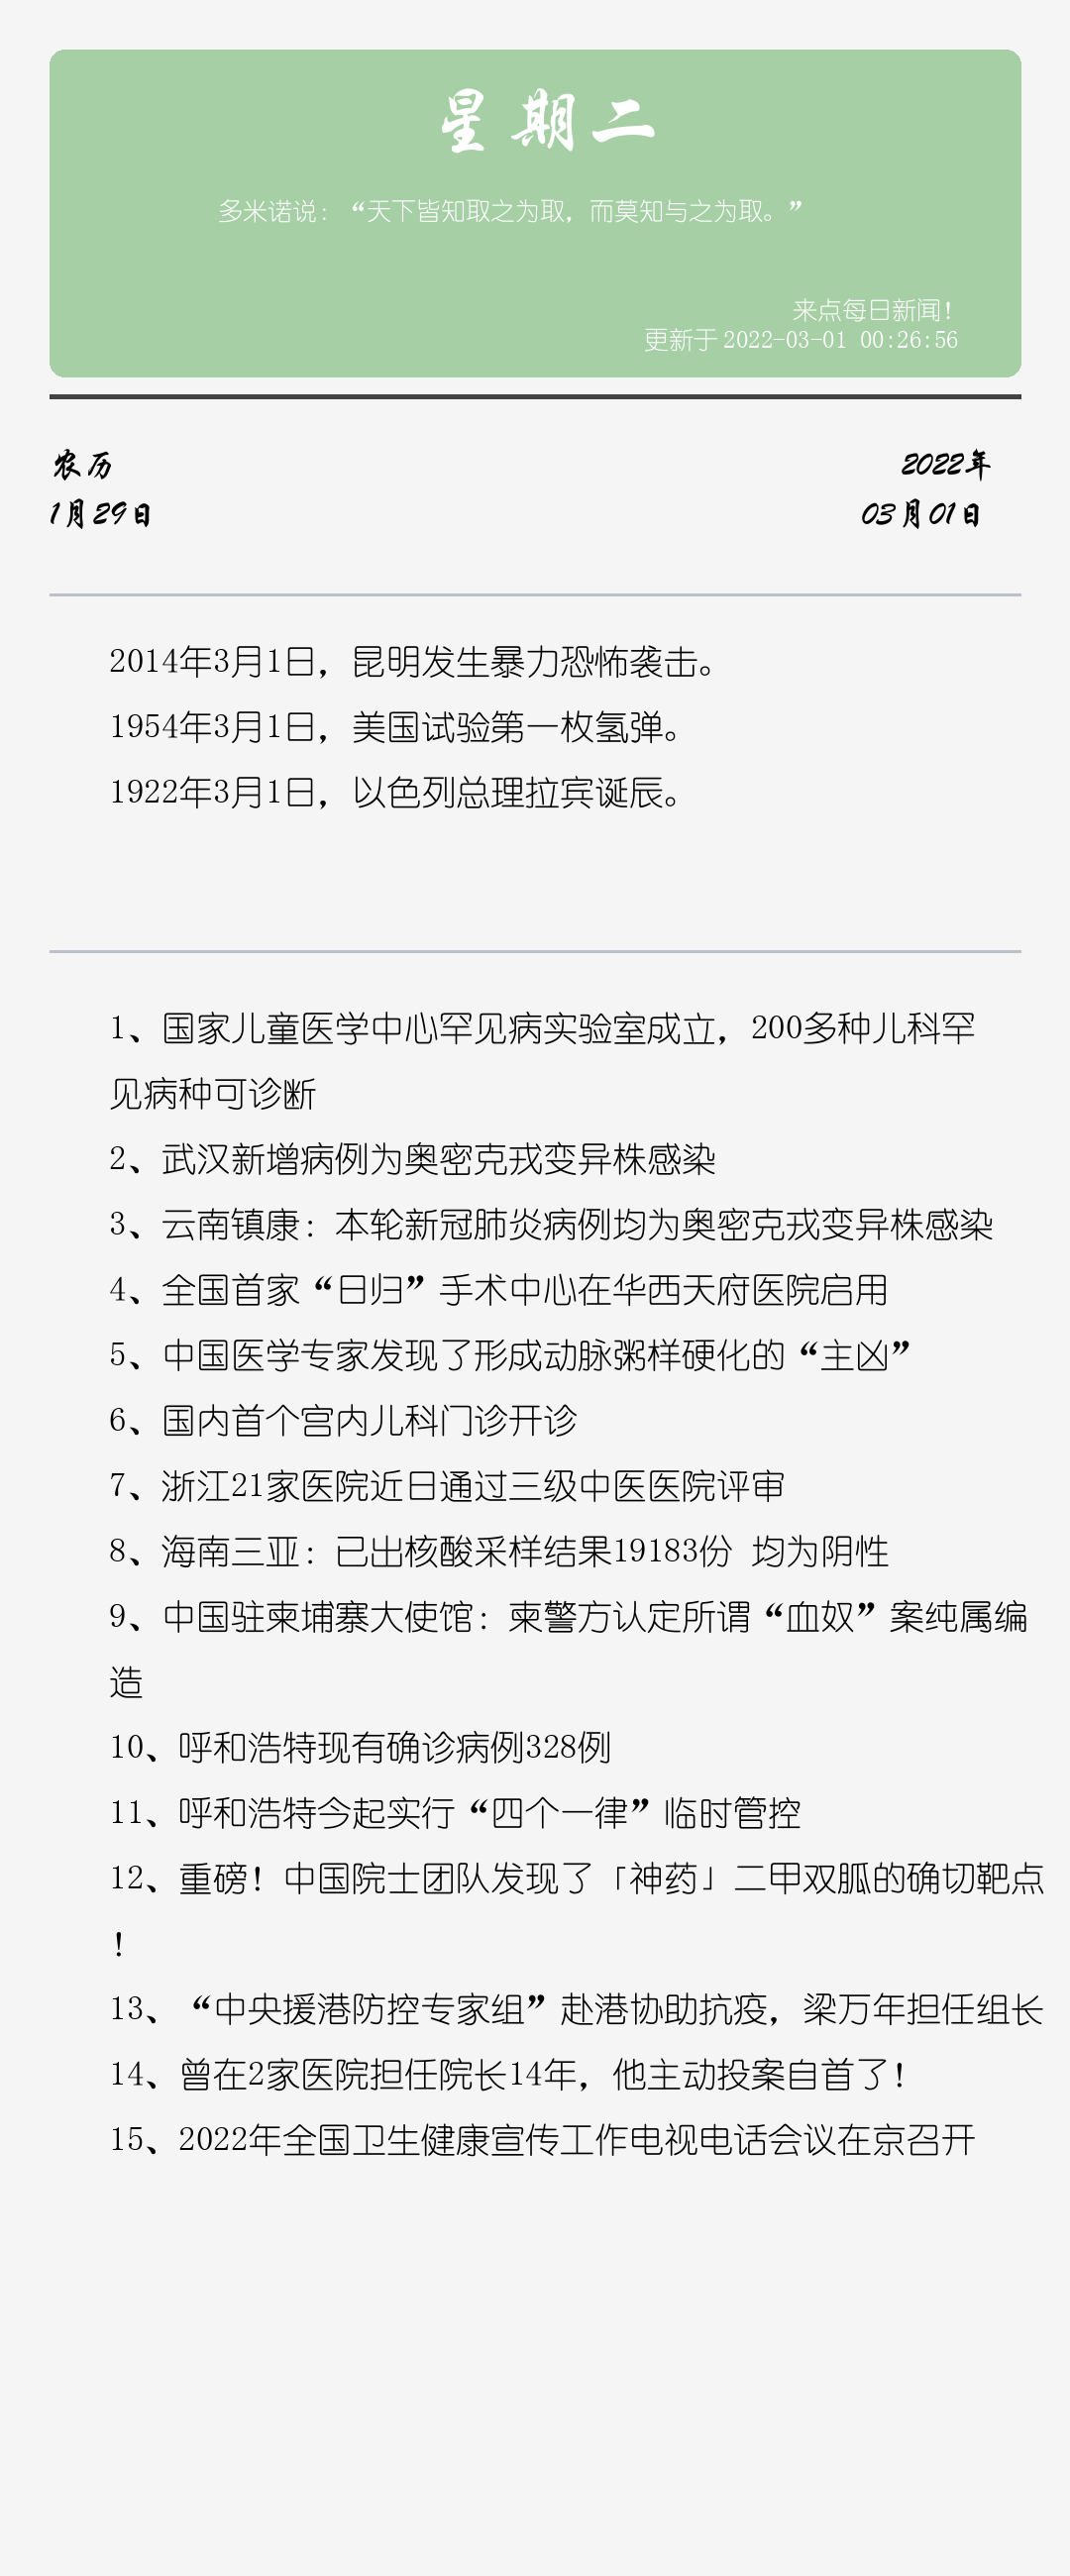 星期二
多米诺说：“天下皆知取之为取，而莫知与之为取。”
来点每日新闻！
更新于 2022-03-01 00:26:56
农历
2022年
1月29日
03月01日
2014年3月1日，昆明发生暴力恐怖袭击。
1954年3月1日，美国试验第一枚氢弹。
1922年3月1日，以色列总理拉宾诞辰。
1、国家儿童医学中心罕见病实验室成立，200多种儿科罕
见病种可诊断
2、武汉新增病例为奥密克戎变异株感染
3、云南镇康：本轮新冠肺炎病例均为奥密克戎变异株感染
4、全国首家“日归”手术中心在华西天府医院启用
5、中国医学专家发现了形成动脉粥样硬化的“主凶”
6、国内首个宫内儿科门诊开诊
7、浙江21家医院近日通过三级中医医院评审
8、海南三亚：已出核酸采样结果19183份 均为阴性
9、中国驻柬埔寨大使馆：柬警方认定所谓“血奴”案纯属编
造
10、呼和浩特现有确诊病例328例
11、呼和浩特今起实行“四个一律”临时管控
12、重磅！中国院士团队发现了「神药」二甲双胍的确切靶点
！
13、“中央援港防控专家组”赴港协助抗疫，梁万年担任组长
14、曾在2家医院担任院长14年，他主动投案自首了！
15、2022年全国卫生健康宣传工作电视电话会议在京召开